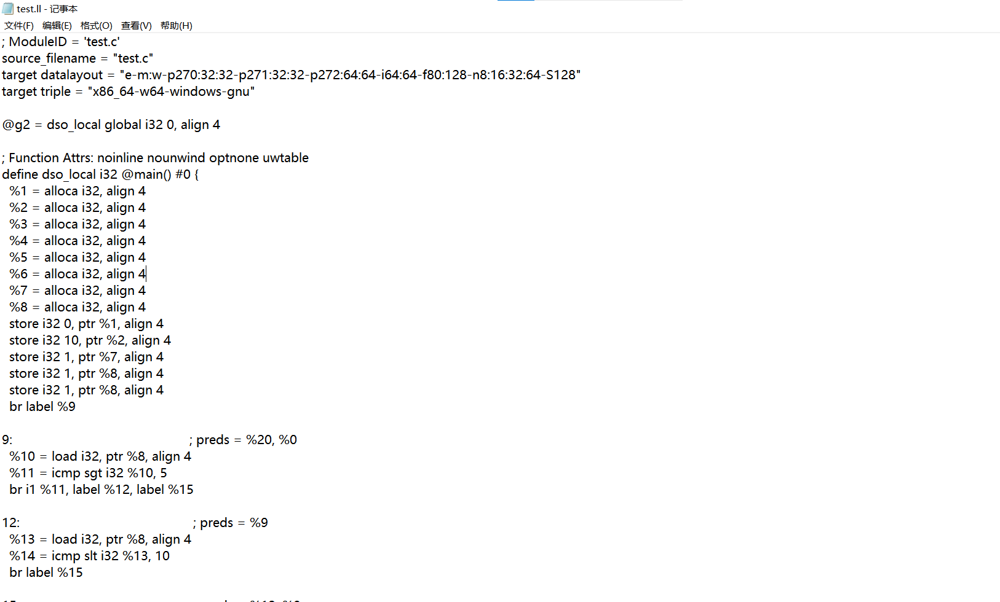 test.ll - 记事本
文件(F) 编辑(E) 格式(O) 查看(V) 帮助(H)
; ModuleID = 'test.c'
source_filename = "test.c"
target datalayout = "e-m:w-p270:32:32-p271:32:32-p272:64:64-i64:64-f80:128-n8:16:32:64-S128"
target triple = "x86_64-w64-windows-gnu"
@g2 = dso_local global i32 0, align 4
; Function Attrs: noinline nounwind optnone uwtable
define dso_local i32 @main() #0 {
%1 = alloca i32, align 4
%2 = alloca i32, align 4
%3 = alloca i32, align 4
%4 = alloca i32, align 4
%5 = alloca i32, align 4
%6 = alloca i32, align 4
%7 = alloca i32, align 4
%8 = alloca i32, align 4
store i32 0, ptr %1, align 4
store i32 10, ptr %2, align 4
store i32 1, ptr %7, align 4
store i32 1, ptr %8, align 4
store i32 1, ptr %8, align 4
br label %9
9: ; preds = %20, %0
%10 = load i32, ptr %8, align 4
%11 = icmp sgt i32 %10, 5
br i1 %11, label %12, label %15
12: ; preds = %9
%13 = load i32, ptr %8, align 4
%14 = icmp slt i32 %13, 10
br label %15